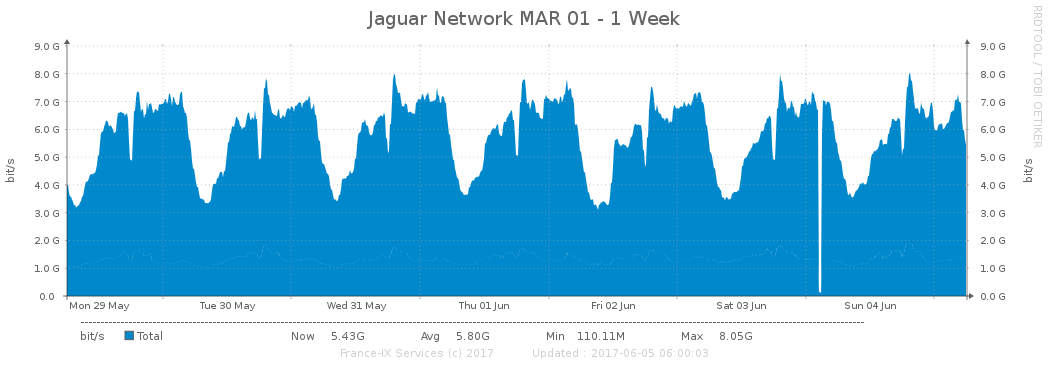 Jaguar Network MAR 01 - 1 Week
RRDTOOL / TOBI OETIKER
9.0 G 9.0 G
8.0 G 8.0 G
7.0 G 7.0 G
6.0 G 6.0 G
5.0 G 5.0 G
4.0 G 4.0 G
3.0 G 3.0 G
2.0 G 2.0 G
1.0 G 1.0 G
0.0 0.0 G
bit/s bit/s
Mon 29 May Tue 30 May Wed 31 May Thu 01 Jun Fri 02 Jun Sat 03 Jun Sun 04 Jun
bit/s Total Now 5.43G Avg 5.80G Min 110.11M Max 8.05G
France-IX Services (c) 2017 Updated : 2017-06-05 06:00:03